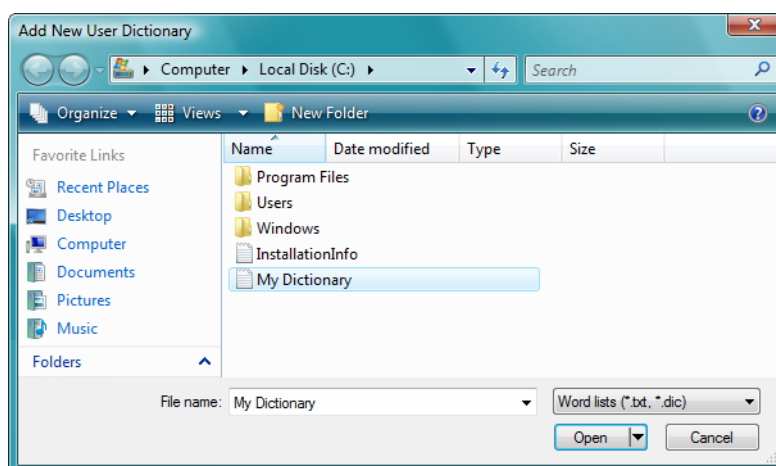 Add New User Dictionary
Computer Local Disk (C:) Search
Organize Views New Folder
Favorite Links
Recent Places
Desktop
Computer
Documents
Pictures
Music
Folders
Name Date modified Type Size
Program Files
Users
Windows
InstallationInfo
My Dictionary
File name: My Dictionary Word lists (*.txt, *.dic)
Open Cancel